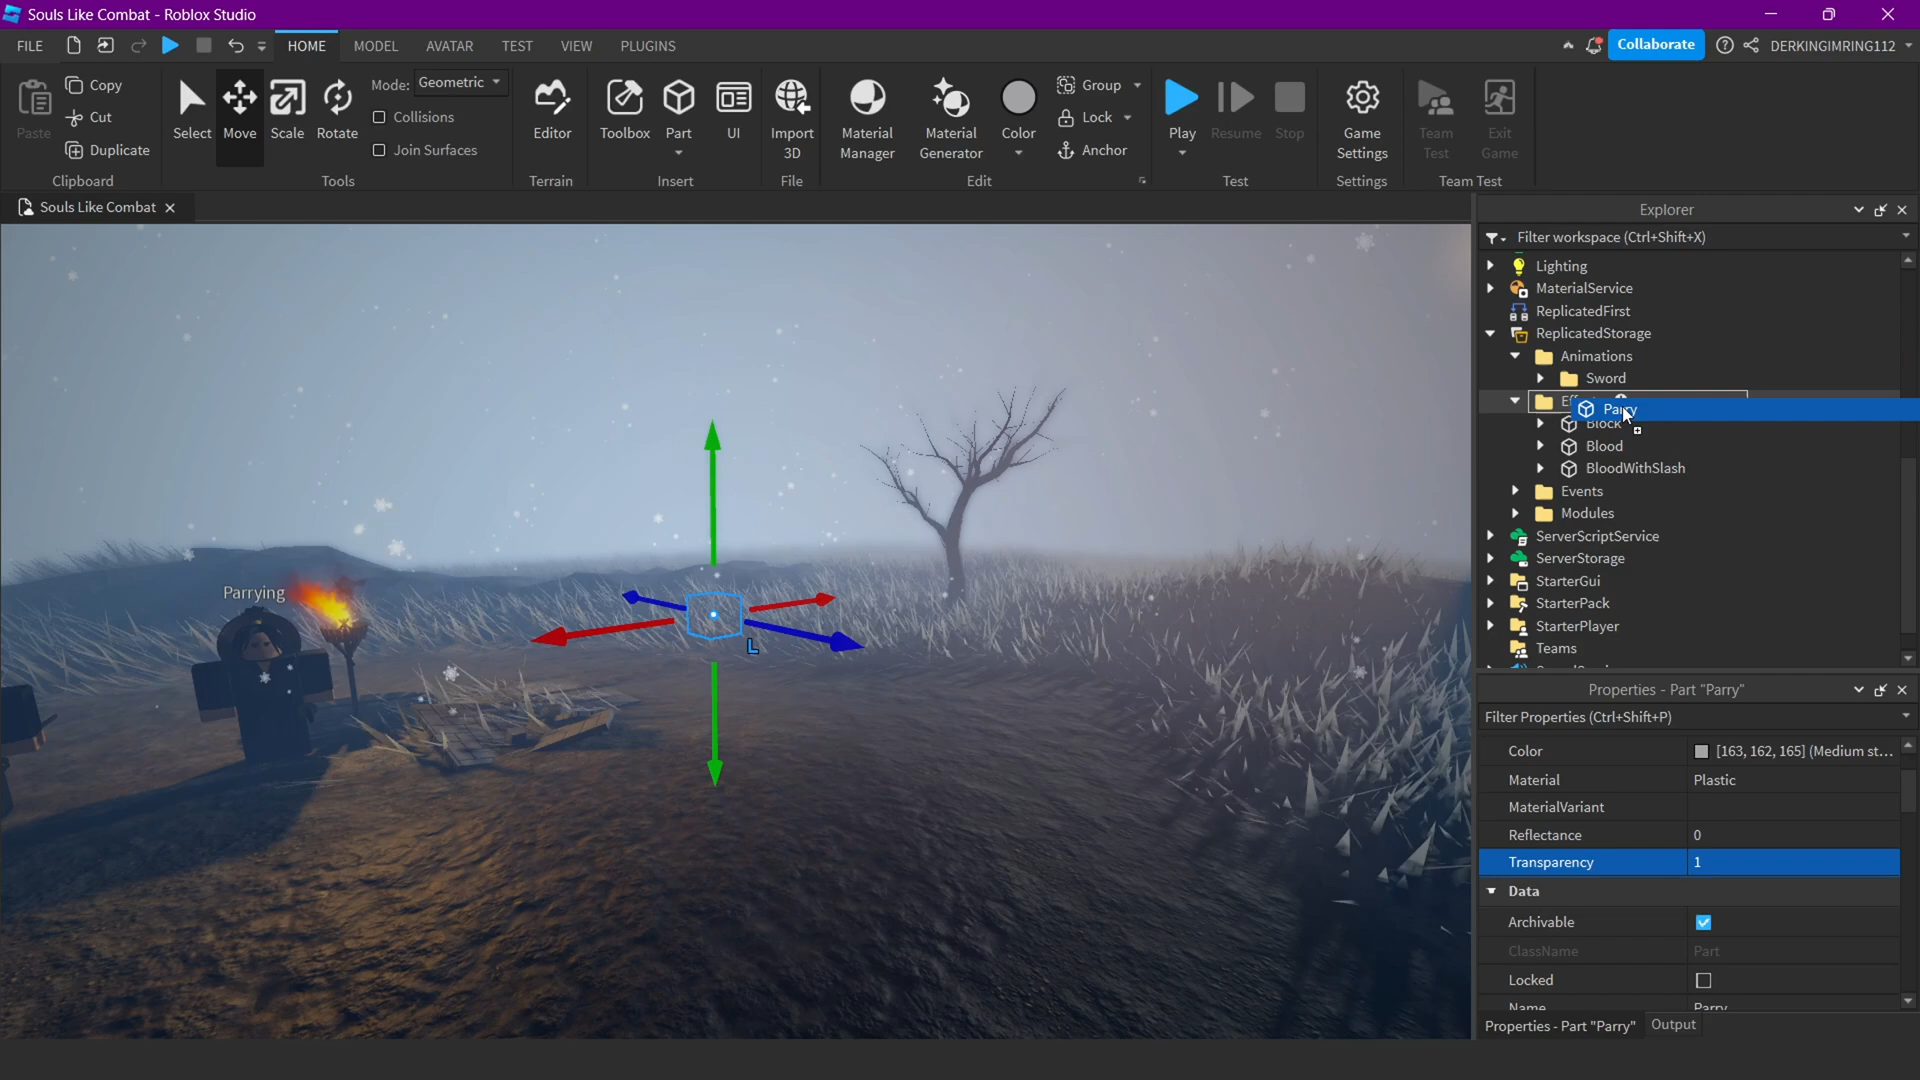 Souls Like Combat - Roblox Studio
FILE
HOME
MODEL
AVATAR
TEST
VIEW
PLUGINS
Collaborate
DERKINGIMRING112
Paste
Copy
Cut
Duplicate
Clipboard
Select
Move
Scale
Rotate
Mode: Geometric
Collisions
Join Surfaces
Tools
Editor
Terrain
Toolbox
Part
UI
Insert
Import
3D
File
Material
Manager
Material
Generator
Color
Group
Lock
Anchor
Edit
Play
Resume
Stop
Test
Game
Settings
Settings
Team
Test
Exit
Game
Team Test
Souls Like Combat
Parrying
L
Explorer
Filter workspace (Ctrl+Shift+X)
Lighting
MaterialService
ReplicatedFirst
ReplicatedStorage
Animations
Sword
Parry
Block
Blood
BloodWithSlash
Events
Modules
ServerScriptService
ServerStorage
StarterGui
StarterPack
StarterPlayer
Teams
Properties - Part "Parry"
Filter Properties (Ctrl+Shift+P)
Color [163, 162, 165] (Medium st...
Material Plastic
MaterialVariant
Reflectance 0
Transparency 1
Data
Archivable
ClassName Part
Locked
Name Parry
Properties - Part "Parry"
Output